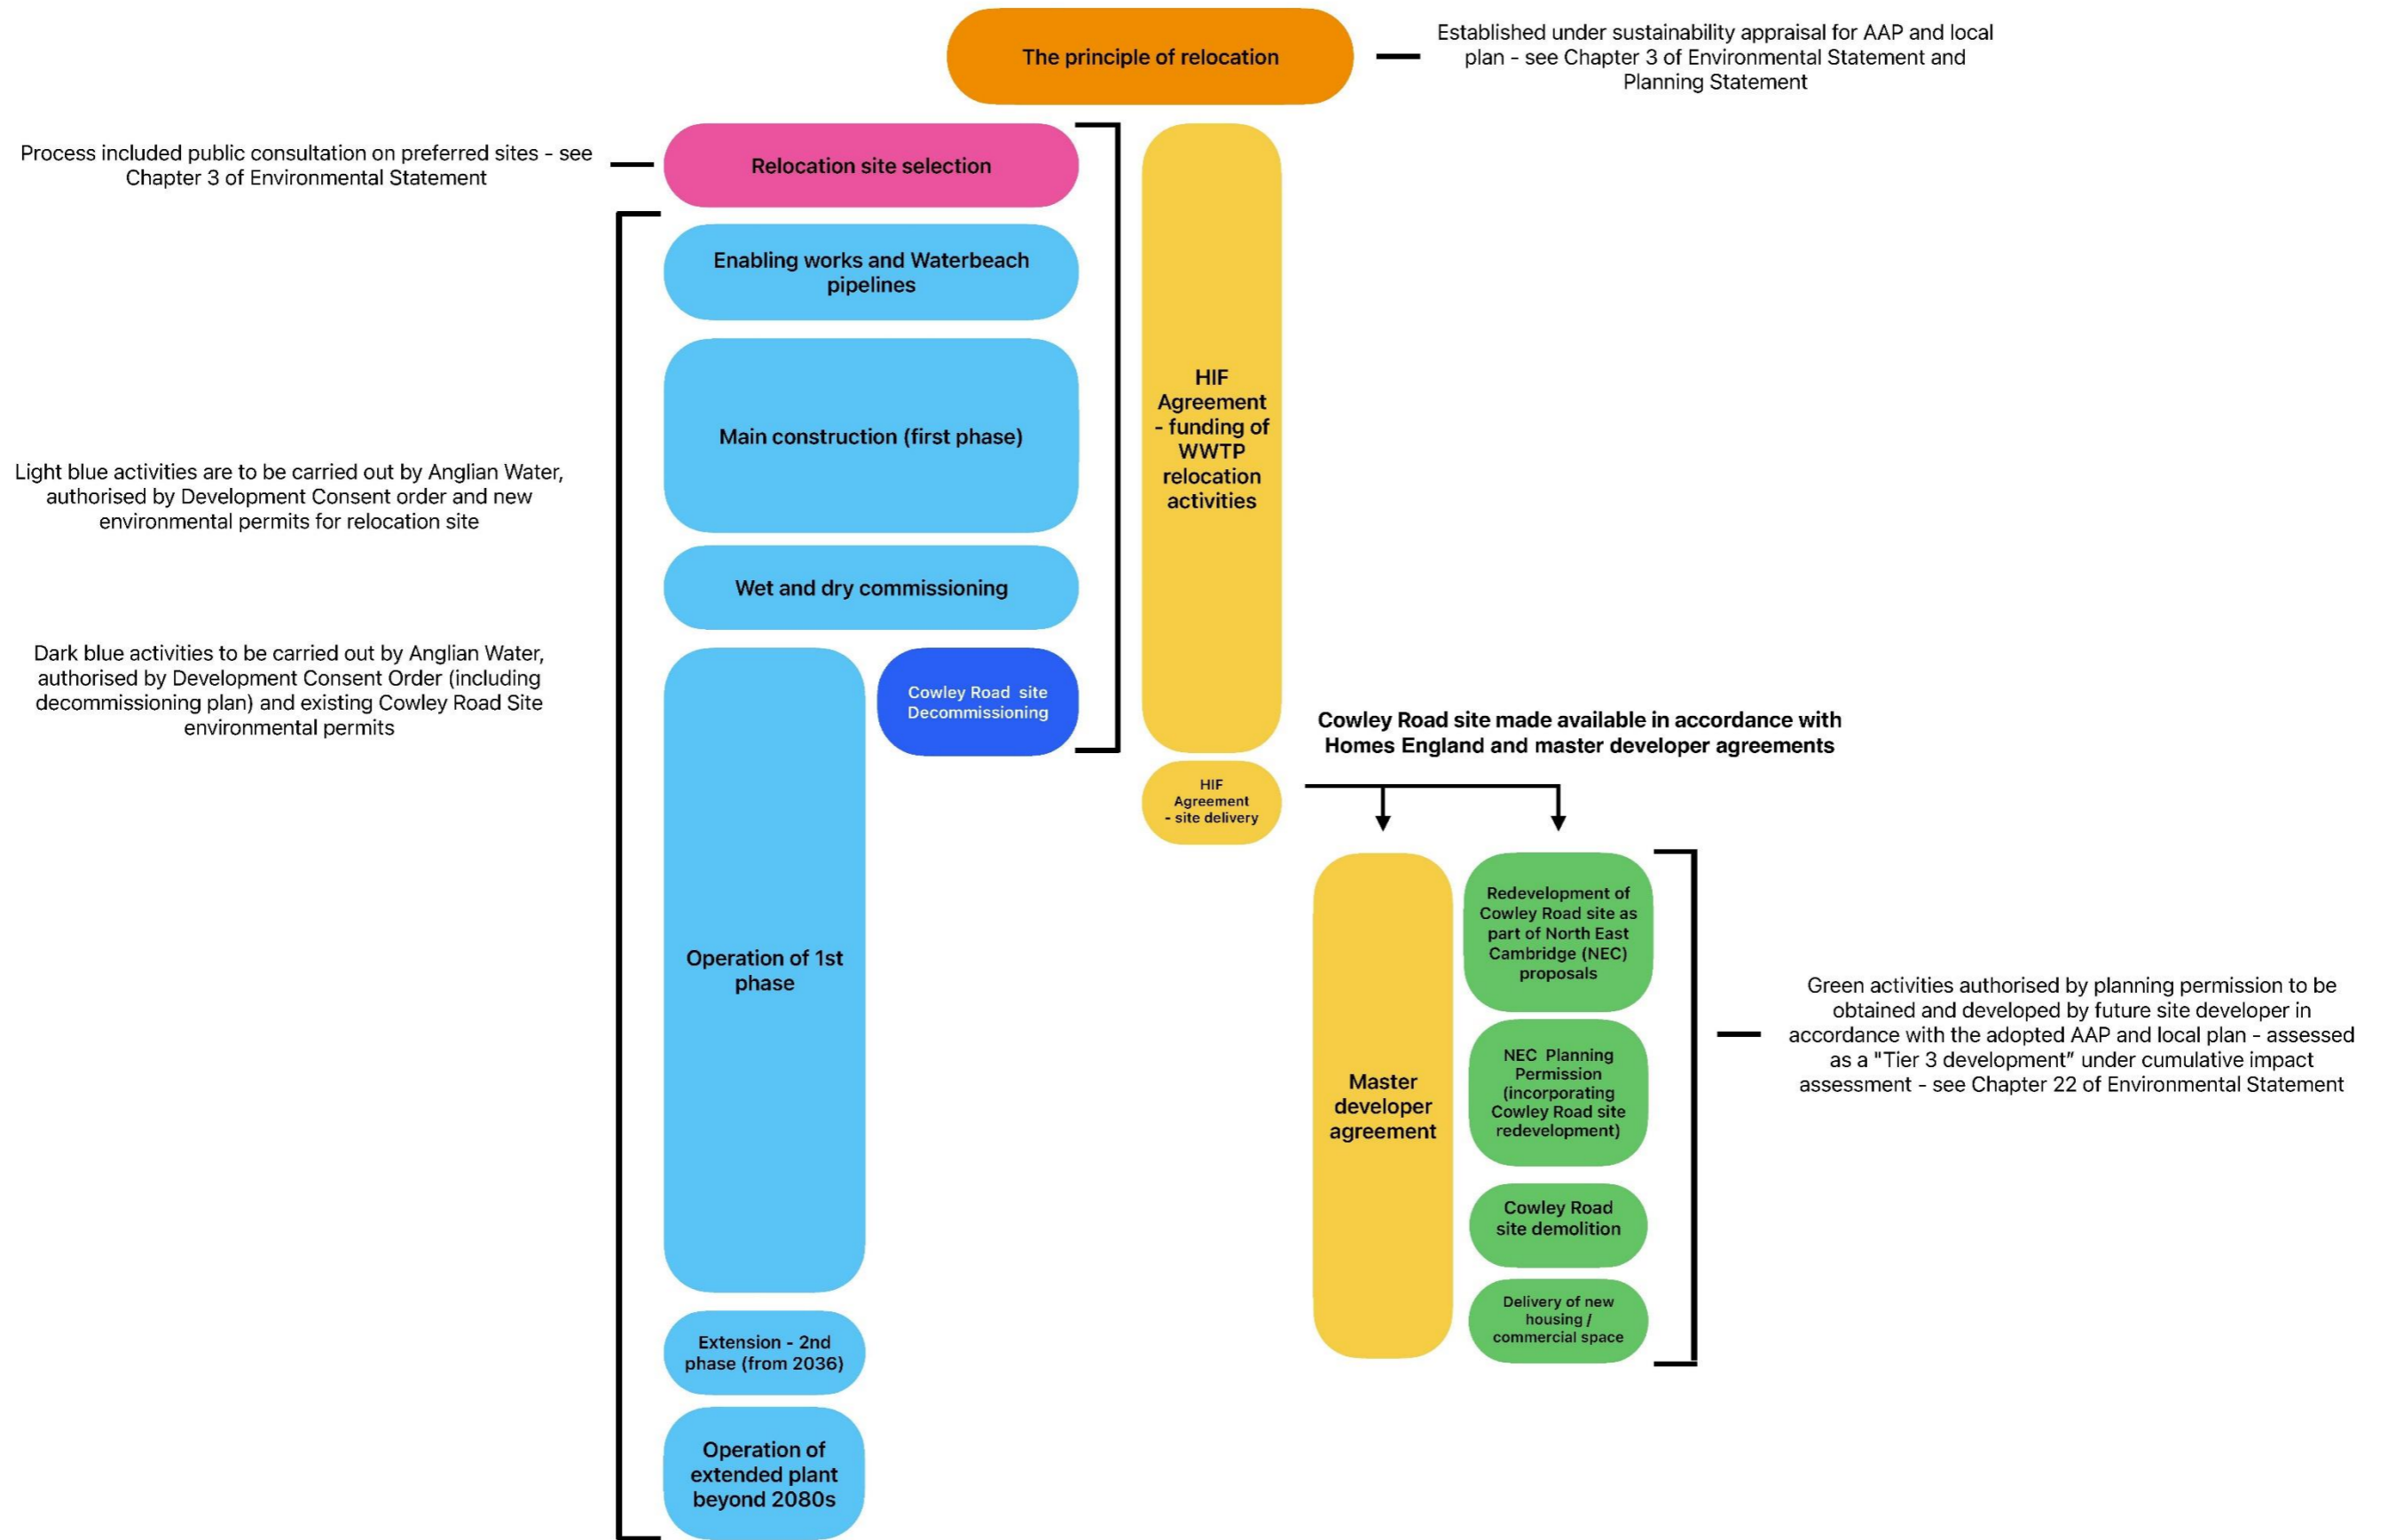 The principle of relocation
Established under sustainability appraisal for AAP and local
plan - see Chapter 3 of Environmental Statement and
Planning Statement
Process included public consultation on preferred sites - see
Chapter 3 of Environmental Statement
Relocation site selection
Enabling works and Waterbeach
pipelines
Main construction (first phase)
HIF
Agreement
- funding of
WWTP
relocation
activities
Light blue activities are to be carried out by Anglian Water,
authorised by Development Consent order and new
environmental permits for relocation site
Wet and dry commissioning
Dark blue activities to be carried out by Anglian Water,
authorised by Development Consent Order (including
decommissioning plan) and existing Cowley Road Site
environmental permits
Cowley Road site
Decommissioning
Cowley Road site made available in accordance with
Homes England and master developer agreements
HIF
Agreement
- site delivery
Operation of 1st
phase
Master
developer
agreement
Redevelopment of
Cowley Road site as
part of North East
Cambridge (NEC)
proposals
NEC Planning
Permission
(incorporating
Cowley Road site
redevelopment)
Cowley Road
site demolition
Delivery of new
housing /
commercial space
Green activities authorised by planning permission to be
obtained and developed by future site developer in
accordance with the adopted AAP and local plan - assessed
as a "Tier 3 development” under cumulative impact
assessment - see Chapter 22 of Environmental Statement
Extension - 2nd
phase (from 2036)
Operation of
extended plant
beyond 2080s